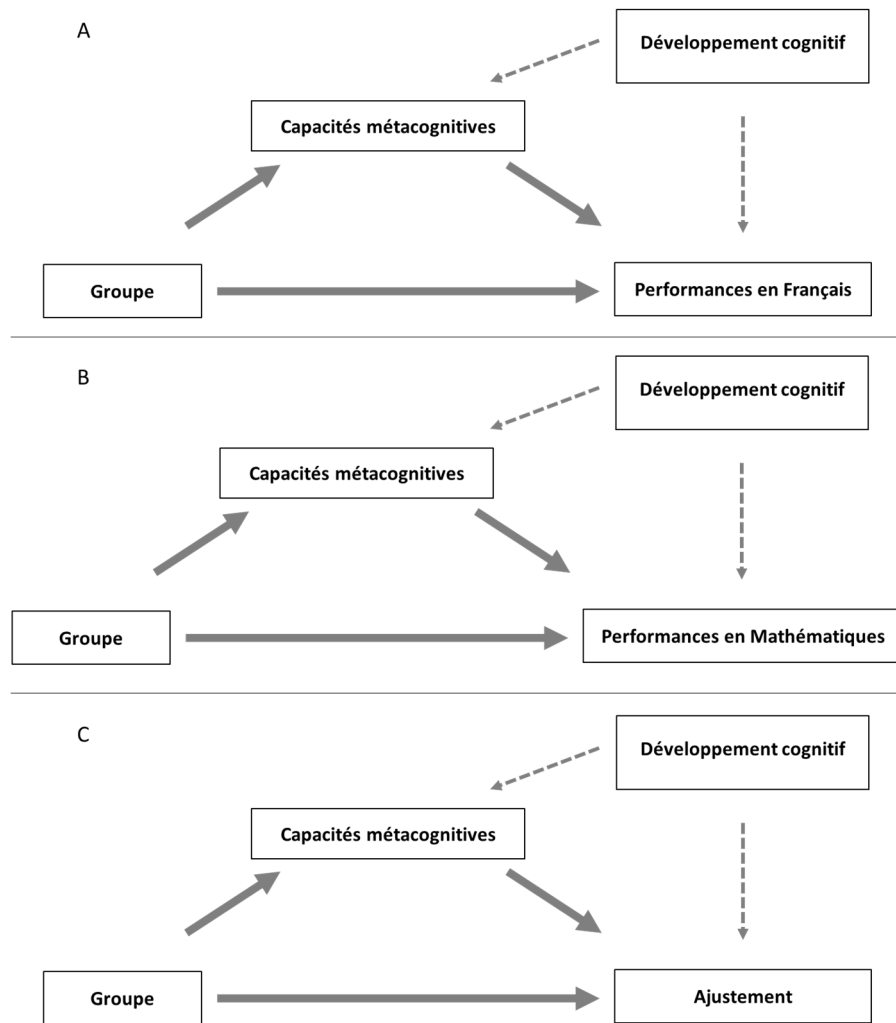 A
Développement cognitif
Capacités métacognitives
Groupe
Performances en Français
B
Développement cognitif
Capacités métacognitives
Groupe
Performances en Mathématiques
C
Développement cognitif
Capacités métacognitives
Groupe
Ajustement